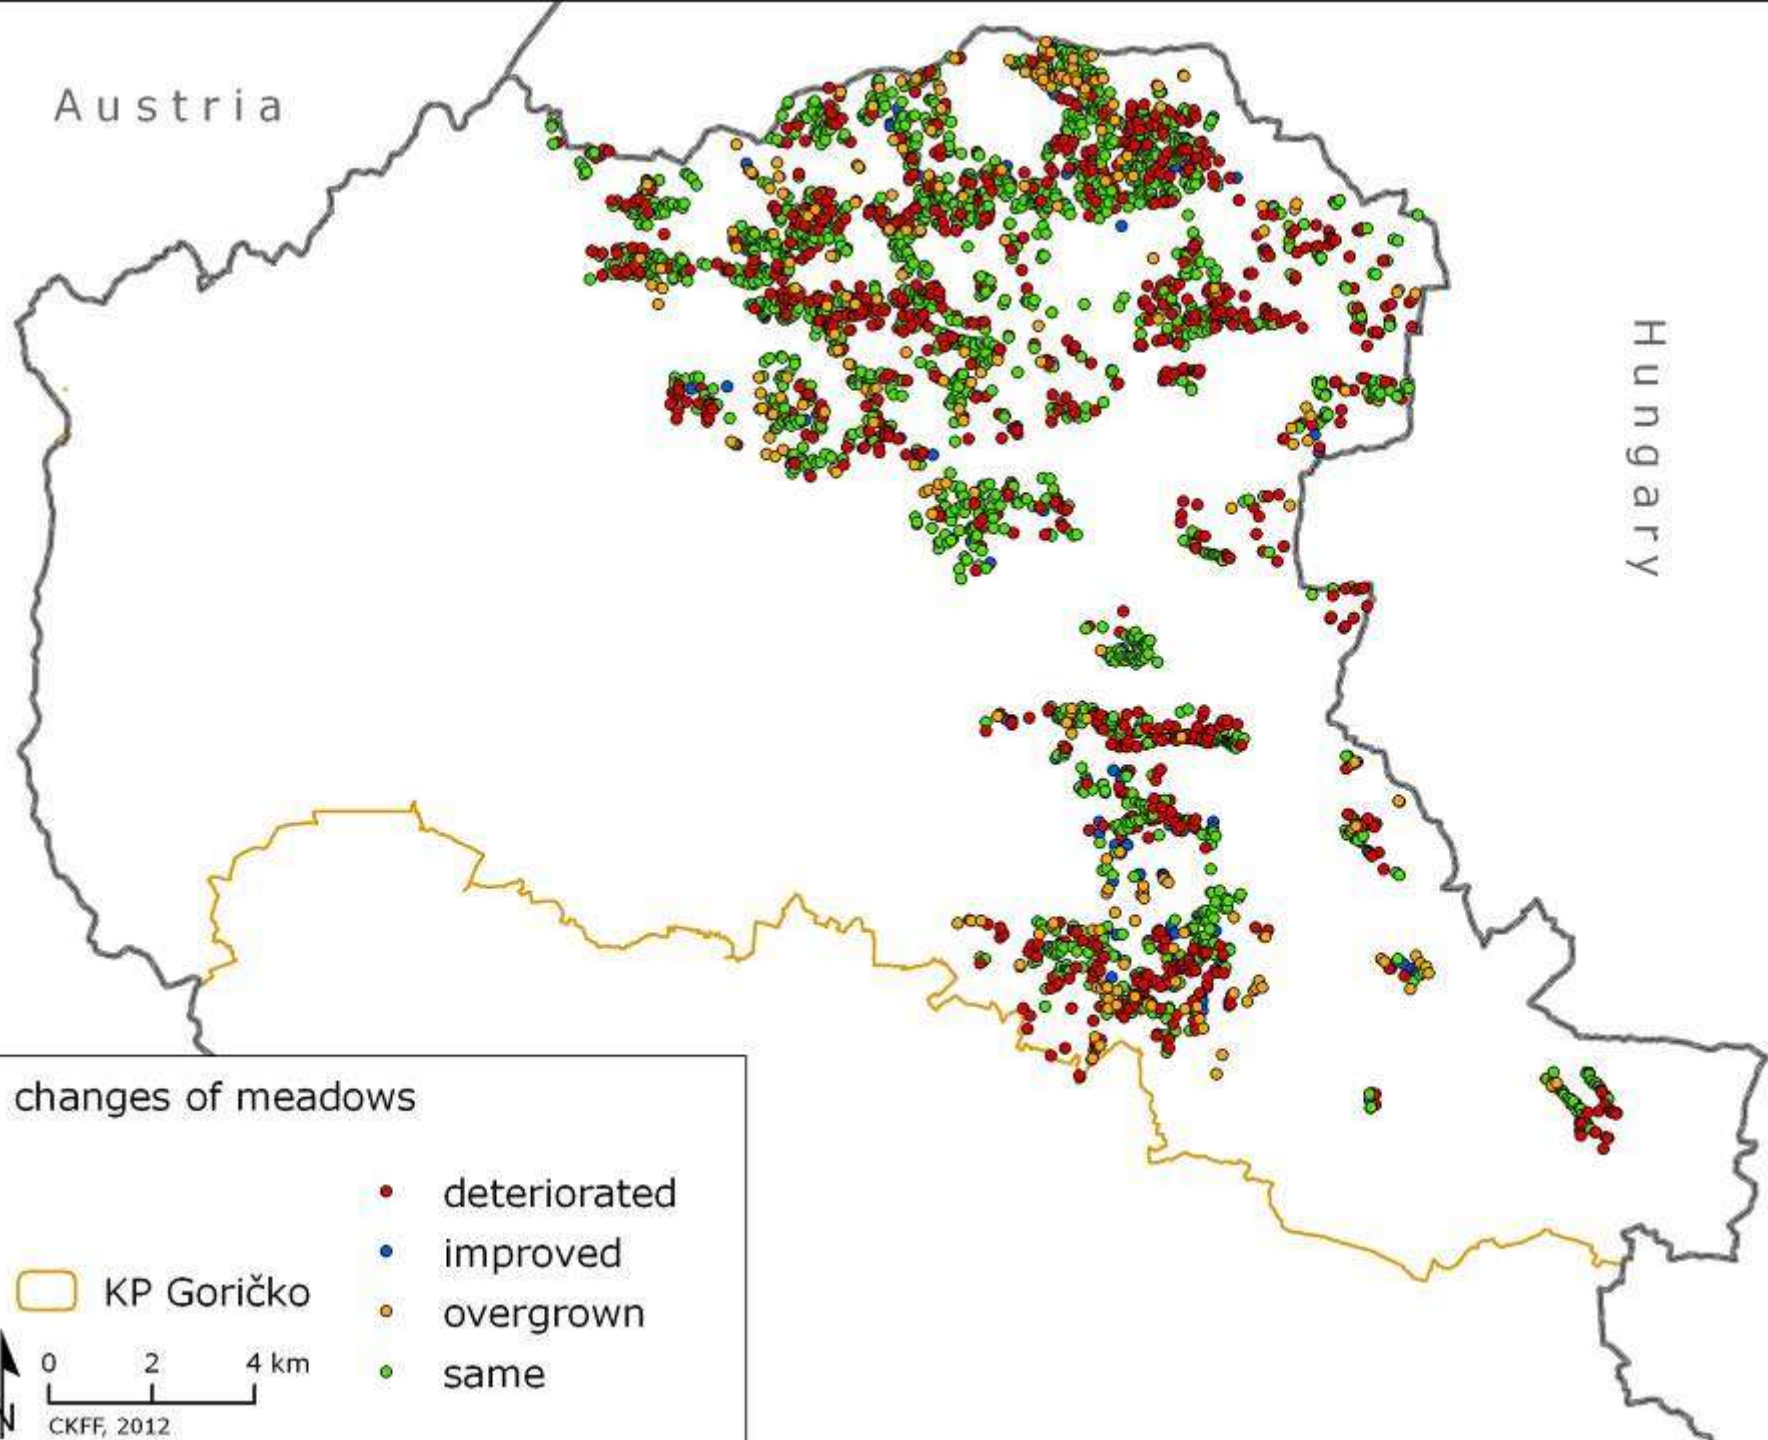 Austria
Hungary
changes of meadows
deteriorated
improved
KP Goričko
overgrown
0 2 4 km
same
N
CKFF, 2012